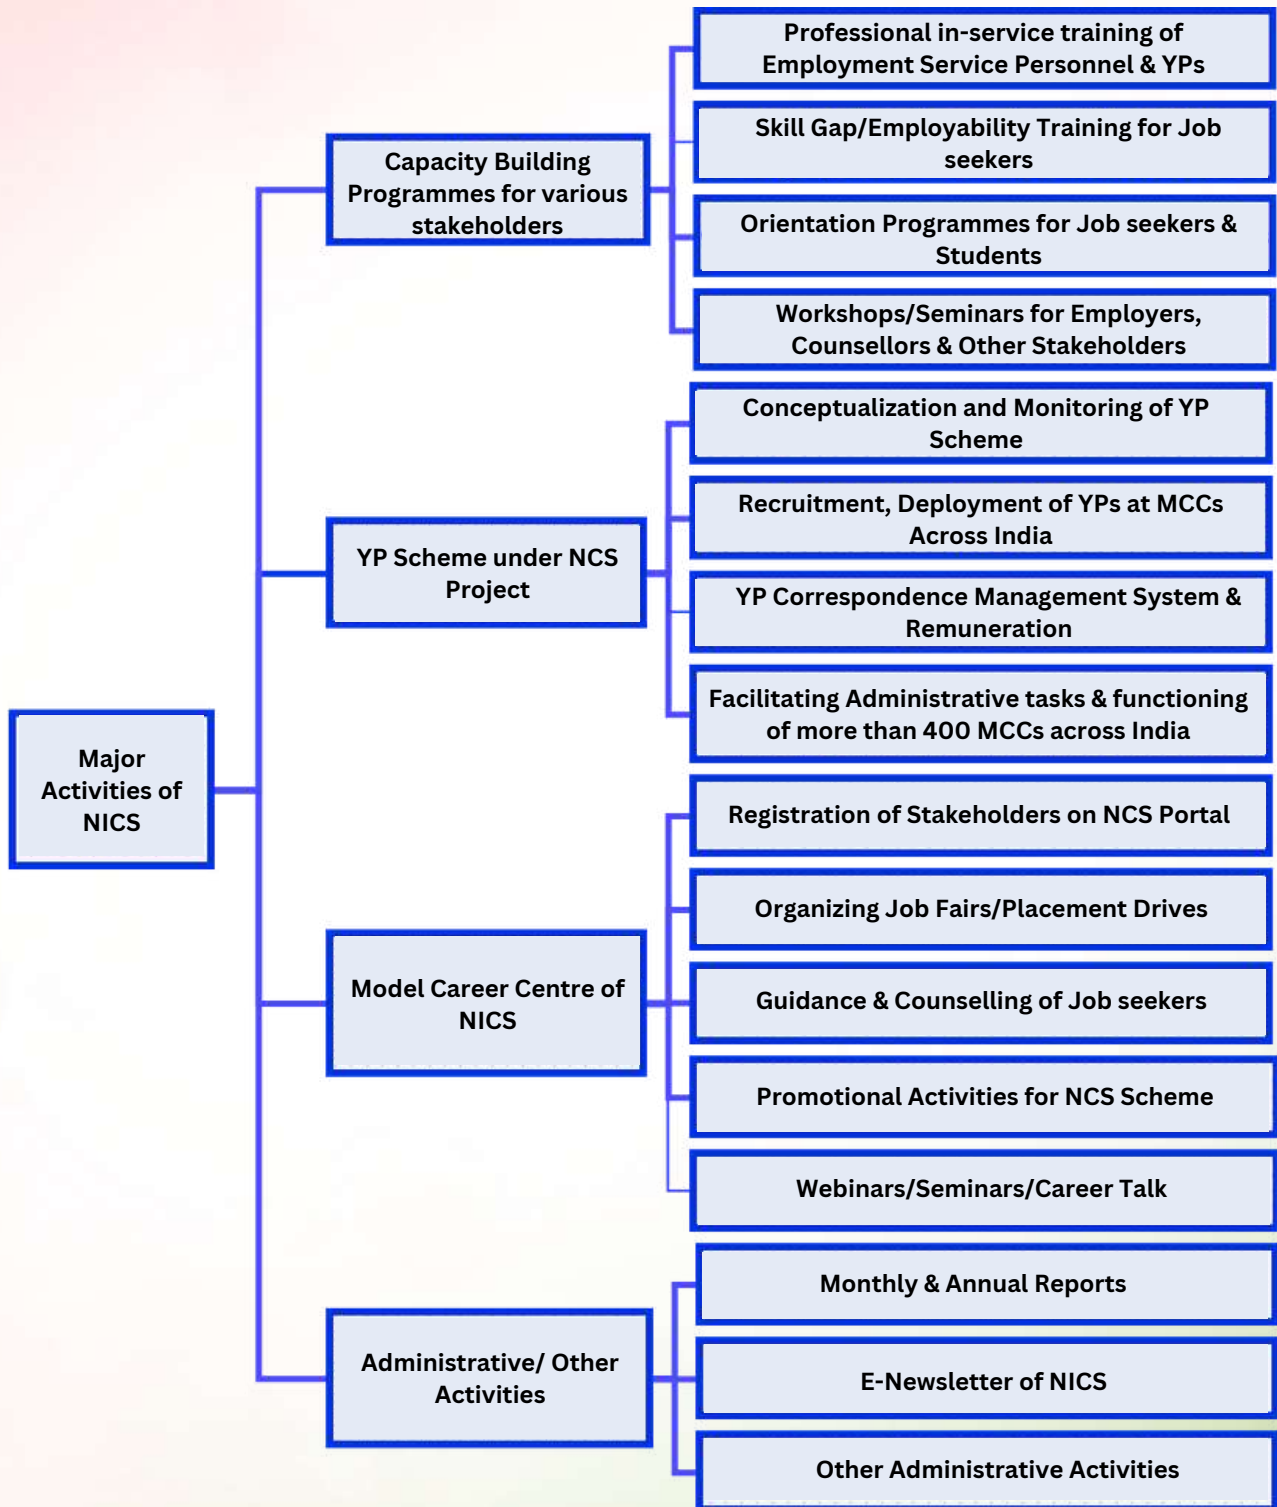 Major
Activities of
NICS
Capacity Building
Programmes for various
stakeholders
Professional in-service training of
Employment Service Personnel & YPs
Skill Gap/Employability Training for Job
seekers
Orientation Programmes for Job seekers &
Students
Workshops/Seminars for Employers,
Counsellors & Other Stakeholders
YP Scheme under NCS
Project
Conceptualization and Monitoring of YP
Scheme
Recruitment, Deployment of YPs at MCCs
Across India
YP Correspondence Management System &
Remuneration
Facilitating Administrative tasks & functioning
of more than 400 MCCs across India
Model Career Centre of
NICS
Registration of Stakeholders on NCS Portal
Organizing Job Fairs/Placement Drives
Guidance & Counselling of Job seekers
Promotional Activities for NCS Scheme
Webinars/Seminars/Career Talk
Administrative/ Other
Activities
Monthly & Annual Reports
E-Newsletter of NICS
Other Administrative Activities